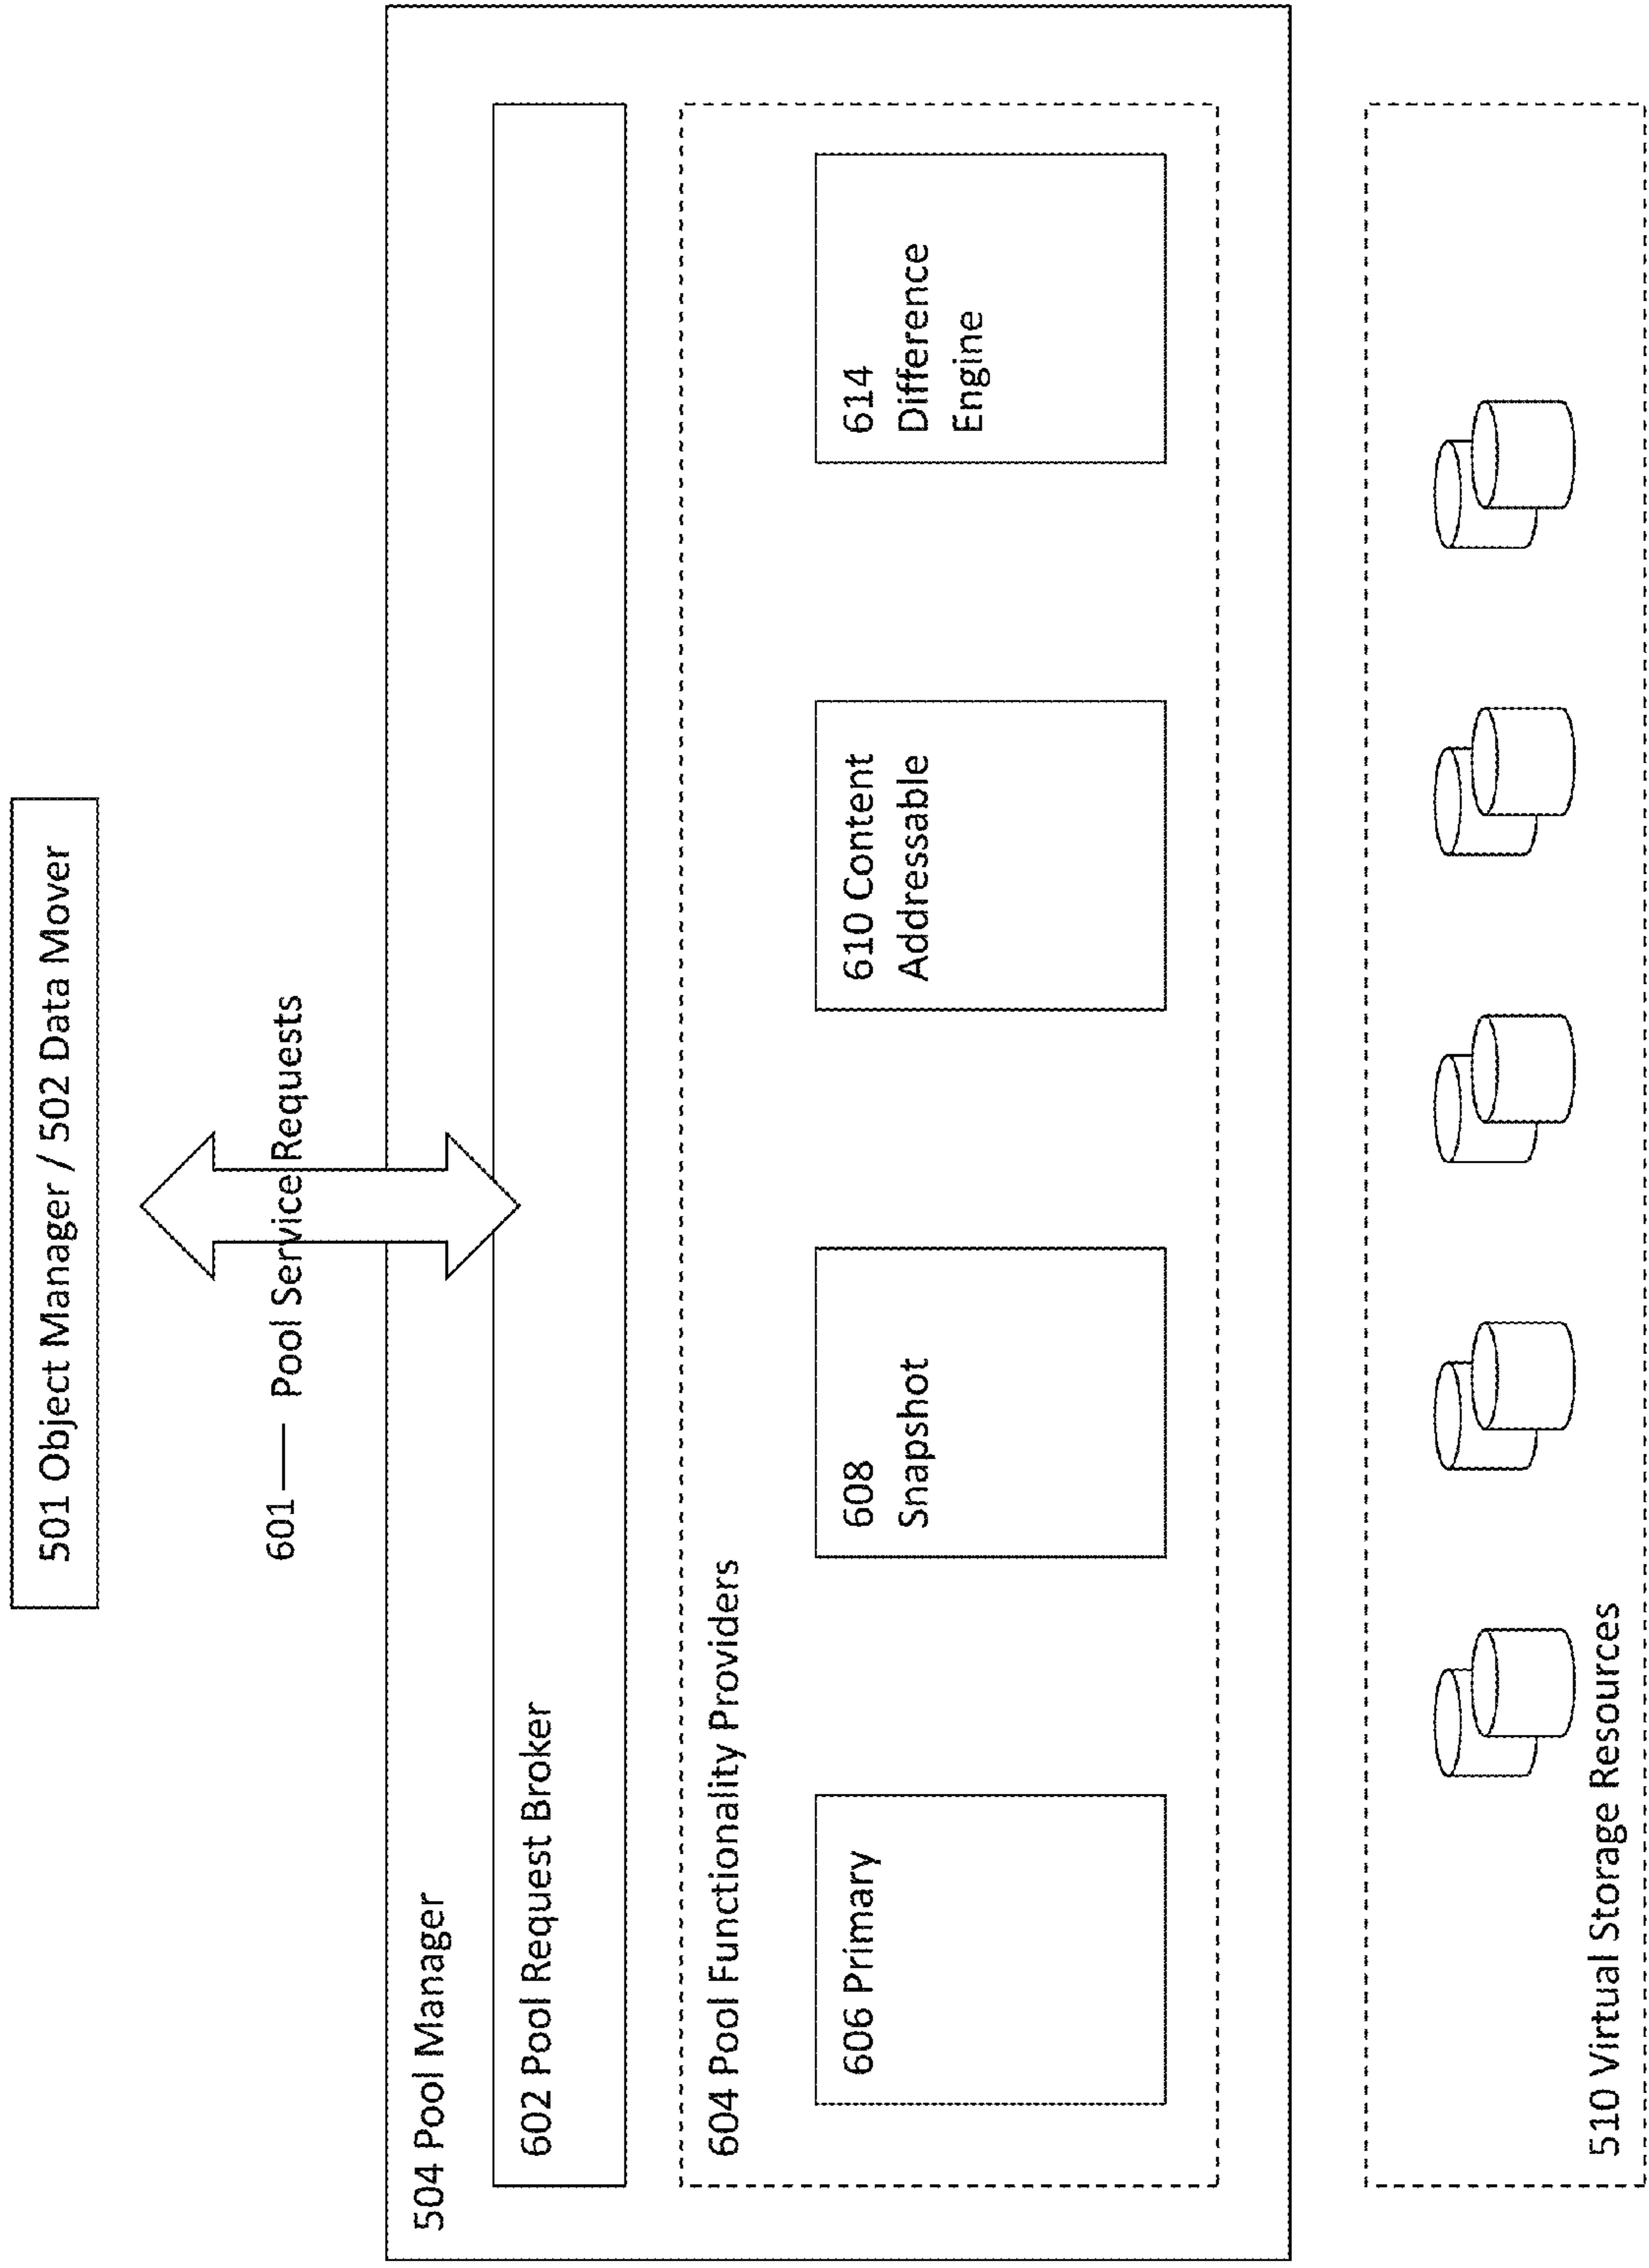 501 Object Manager / 502 Data Mover
601 — Pool Service Requests
504 Pool Manager
602 Pool Request Broker
604 Pool Functionality Providers
606 Primary
608
Snapshot
610 Content
Addressable
614
Difference
Engine
510 Virtual Storage Resources